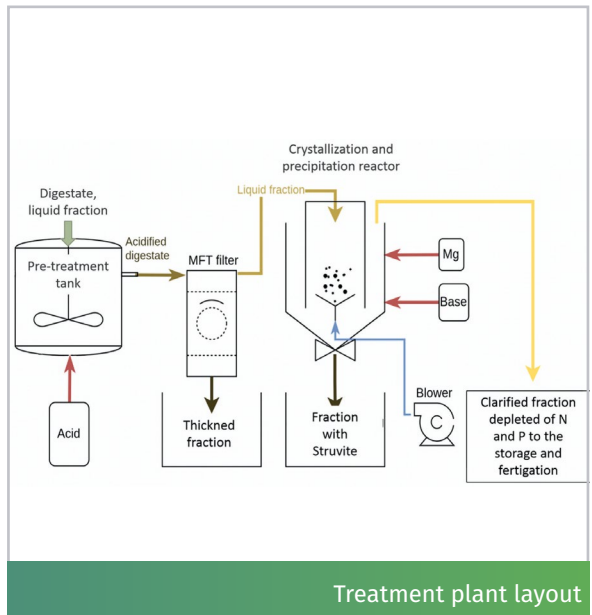 Crystallization and
precipitation reactor
Digestate,
liquid fraction
Liquid fraction
Acidified
digestate
MFT filter
Pre-treatment
tank
Mg
Base
Blower
Acid
Thickned
fraction
Fraction
with
Struvite
Clarified fraction
depleted of N
and P to the
storage and
fertigation
Treatment plant layout